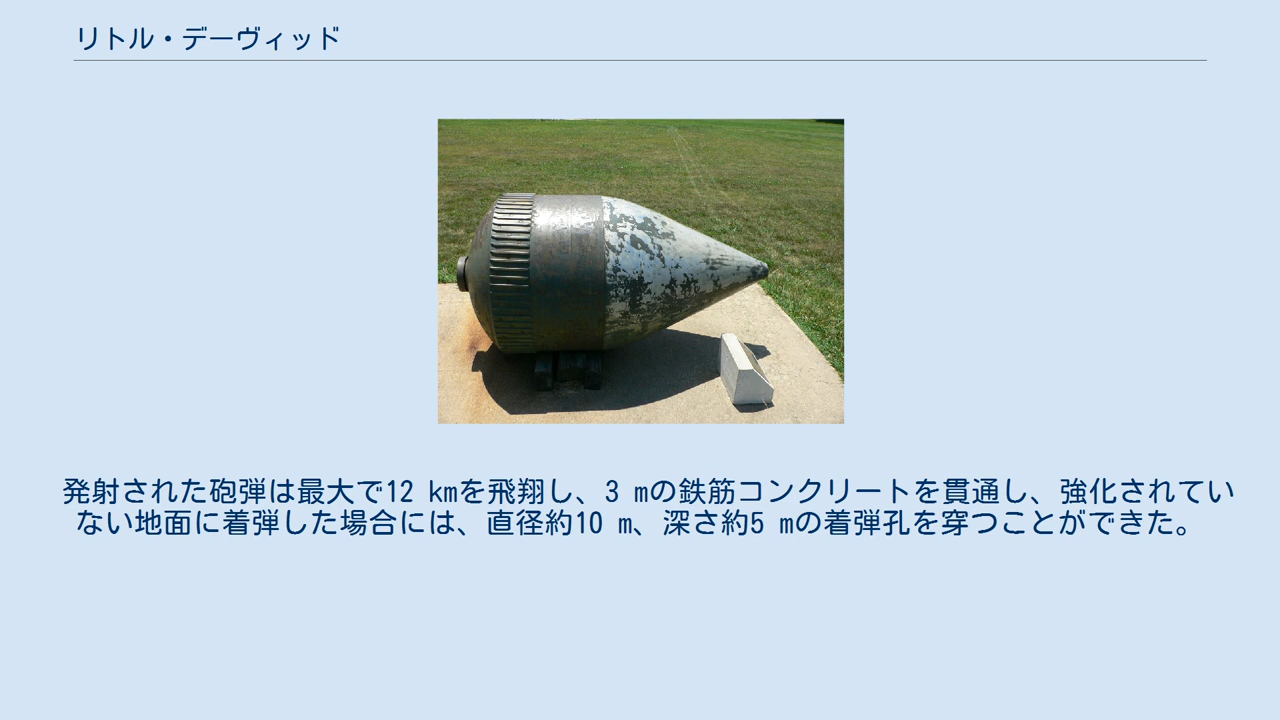 リトル・デーヴィッド
発射された砲弾は最大で12 kmを飛翔し、3 mの鉄筋コンクリートを貫通し、強化されてい
ない地面に着弾した場合には、直径約10 m、深さ約5 mの着弾孔を穿つことができた。